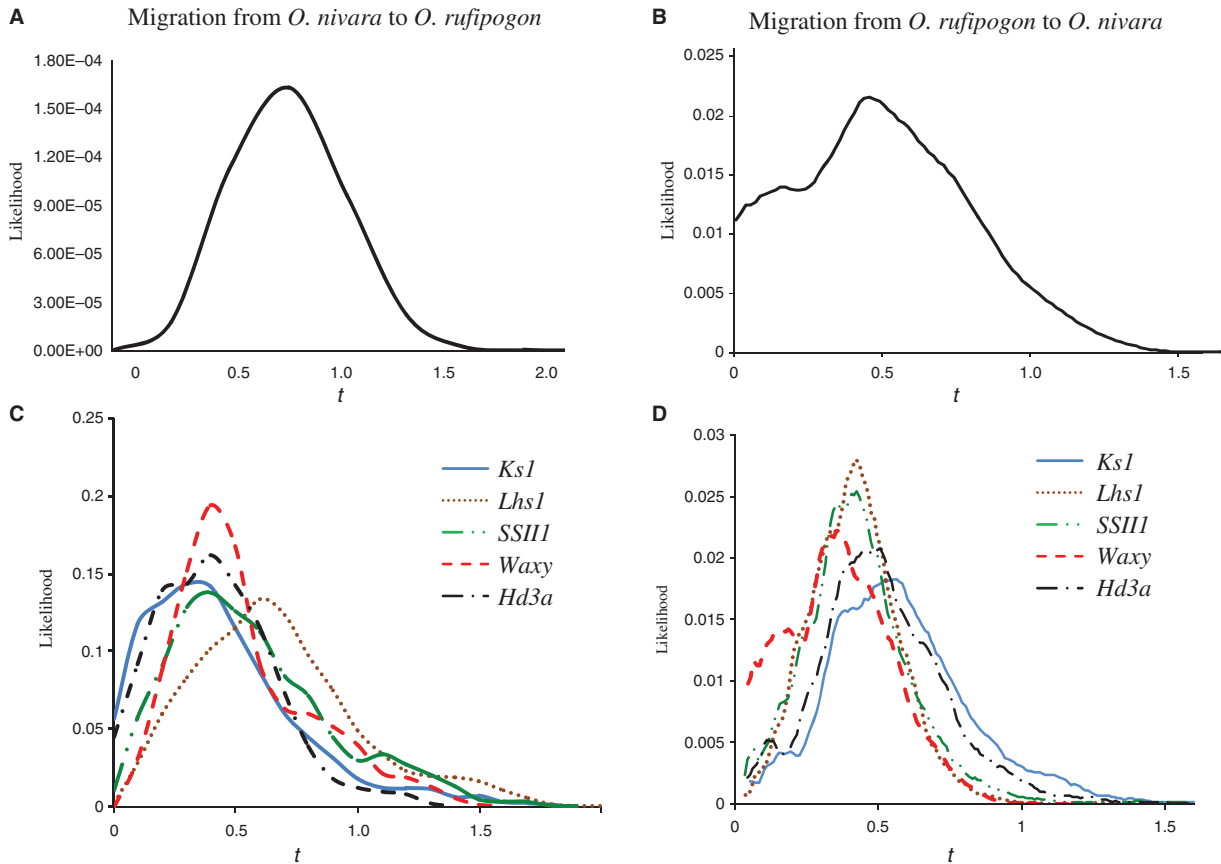 A
Migration from O. nivara to O. rufipogon
Likelihood
1.80E–04
1.50E–04
1.20E–04
9.00E–05
6.00E–05
3.00E–05
0.00E+00
0 0.5 1.0 1.5 2.0
t
B
Migration from O. rufipogon to O. nivara
Likelihood
0.025
0.02
0.015
0.01
0.005
0
0 0.5 1.0 1.5
t
C
Likelihood
0.25
0.2
0.15
0.1
0.05
0
0 0.5 1.0 1.5
t
Ks1
Lhs1
SSII1
Waxy
Hd3a
D
Likelihood
0.03
0.025
0.02
0.015
0.01
0.005
0
0 0.5 1 1.5
t
Ks1
Lhs1
SSII1
Waxy
Hd3a